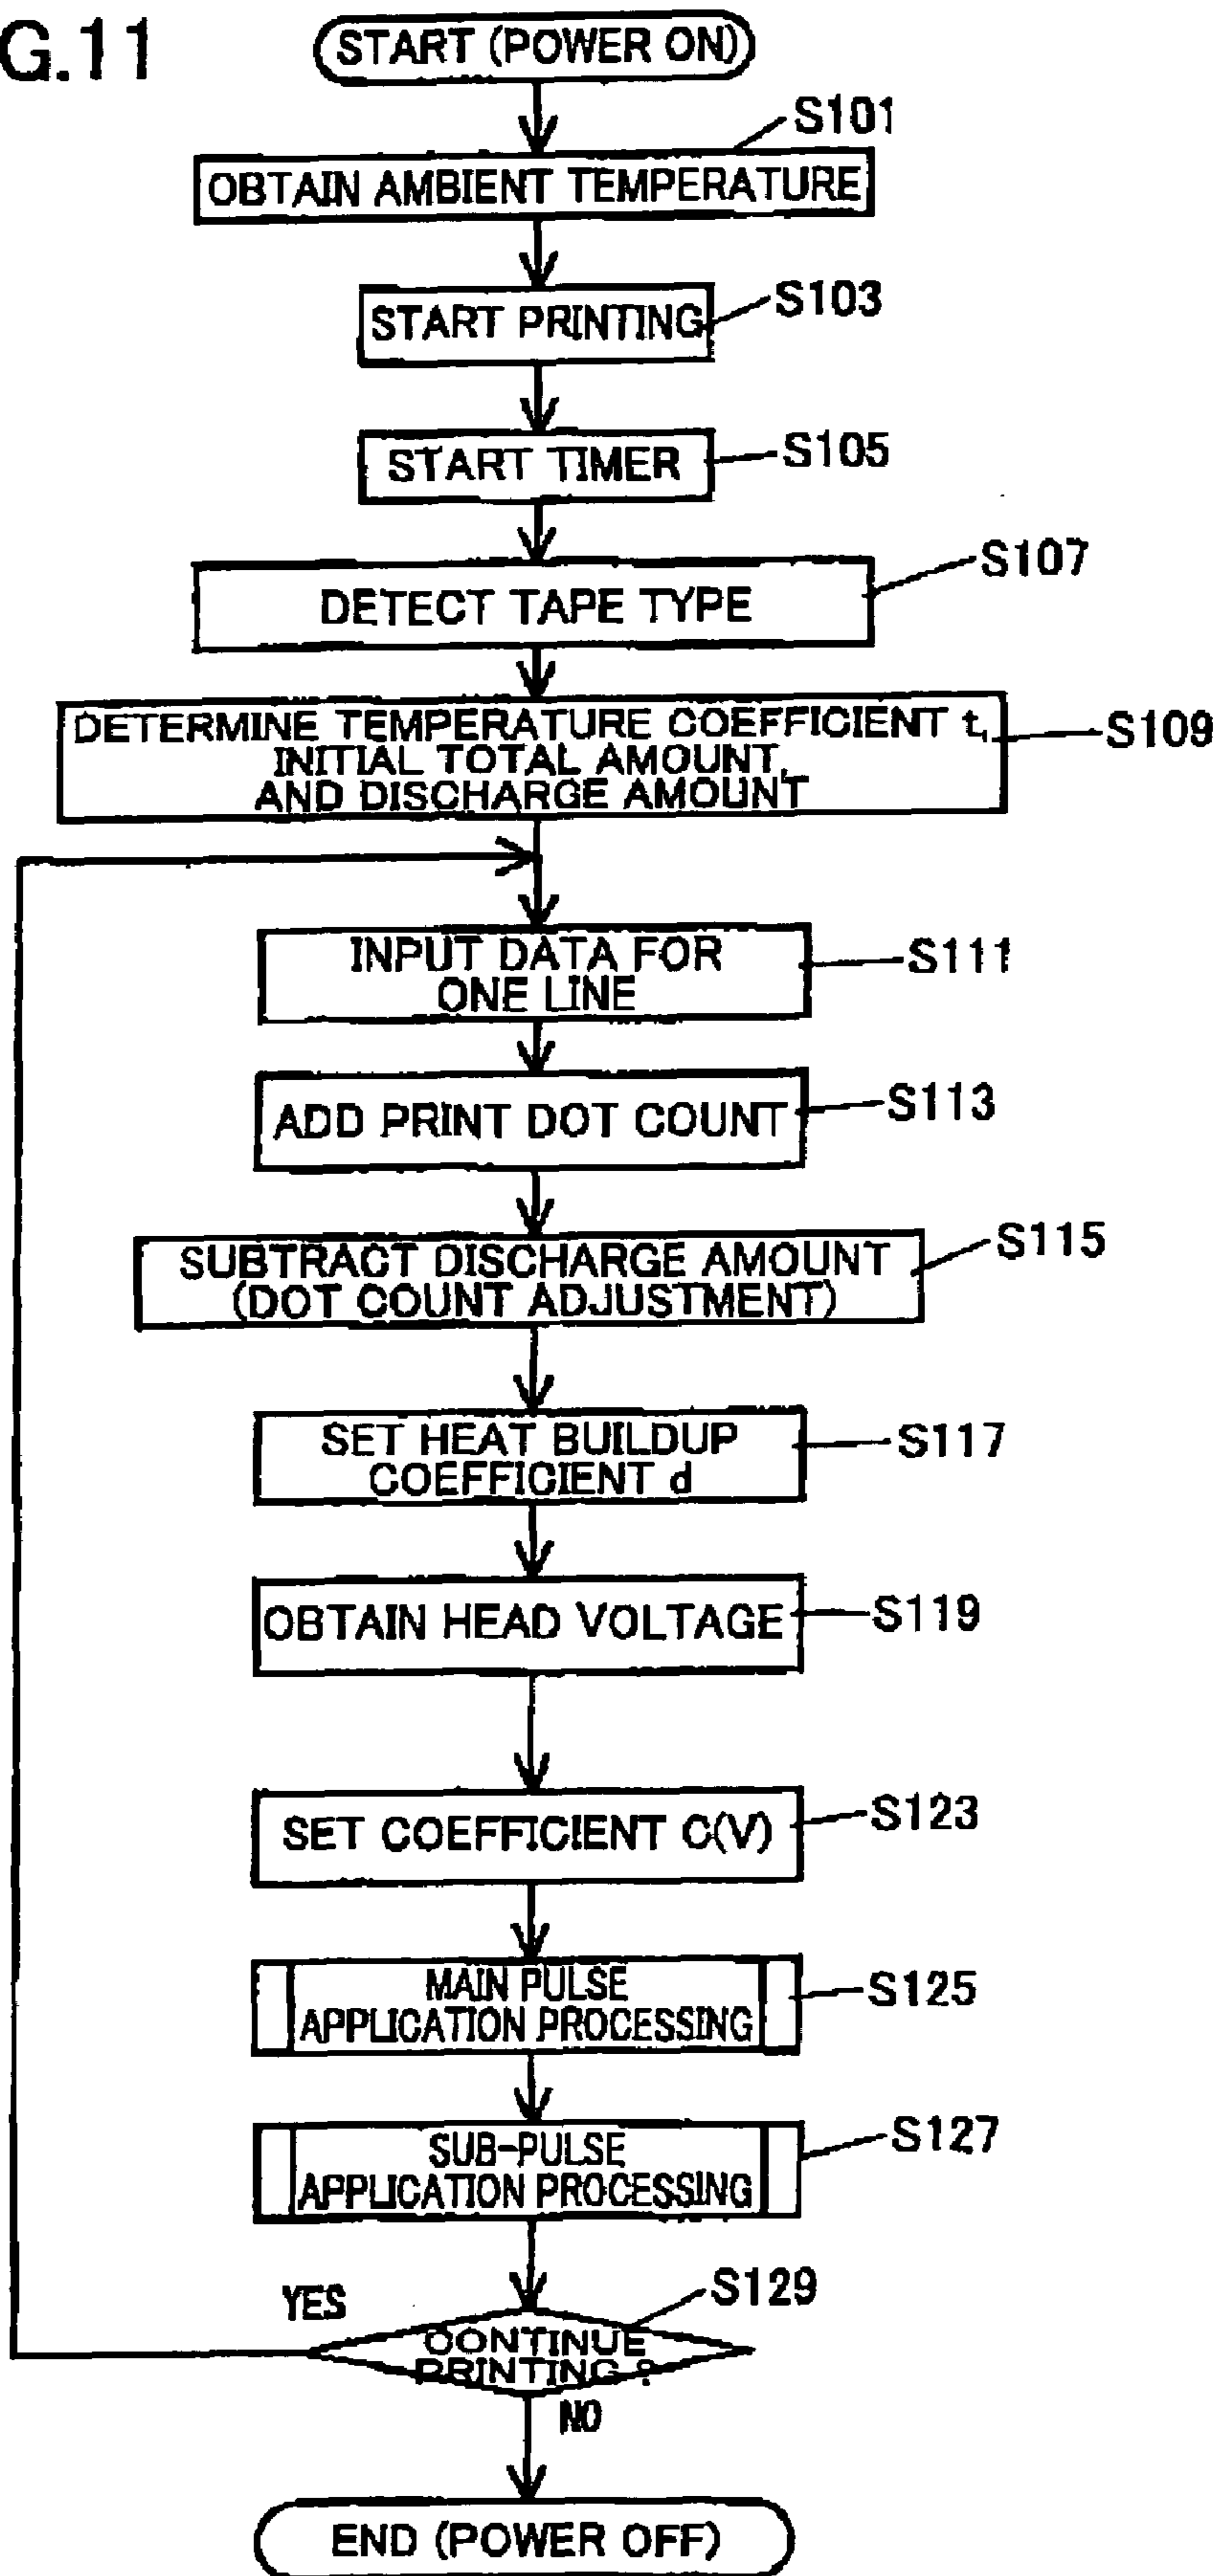 G.11
START (POWER ON)
S101
OBTAIN AMBIENT TEMPERATURE
S103
START PRINTING
S105
START TIMER
S107
DETECT TAPE TYPE
DETERMINE TEMPERATURE COEFFICIENT t,
INITIAL TOTAL AMOUNT,
AND DISCHARGE AMOUNT
S109
INPUT DATA FOR
ONE LINE
S111
ADD PRINT DOT COUNT
S113
SUBTRACT DISCHARGE AMOUNT
(DOT COUNT ADJUSTMENT)
S115
SET HEAT BUILDUP
COEFFICIENT d
S117
OBTAIN HEAD VOLTAGE
S119
SET COEFFICIENT C(V)
S123
MAIN PULSE
APPLICATION PROCESSING
S125
SUB-PULSE
APPLICATION PROCESSING
S127
YES
S129
CONTINUE
PRINTING ?
NO
END (POWER OFF)